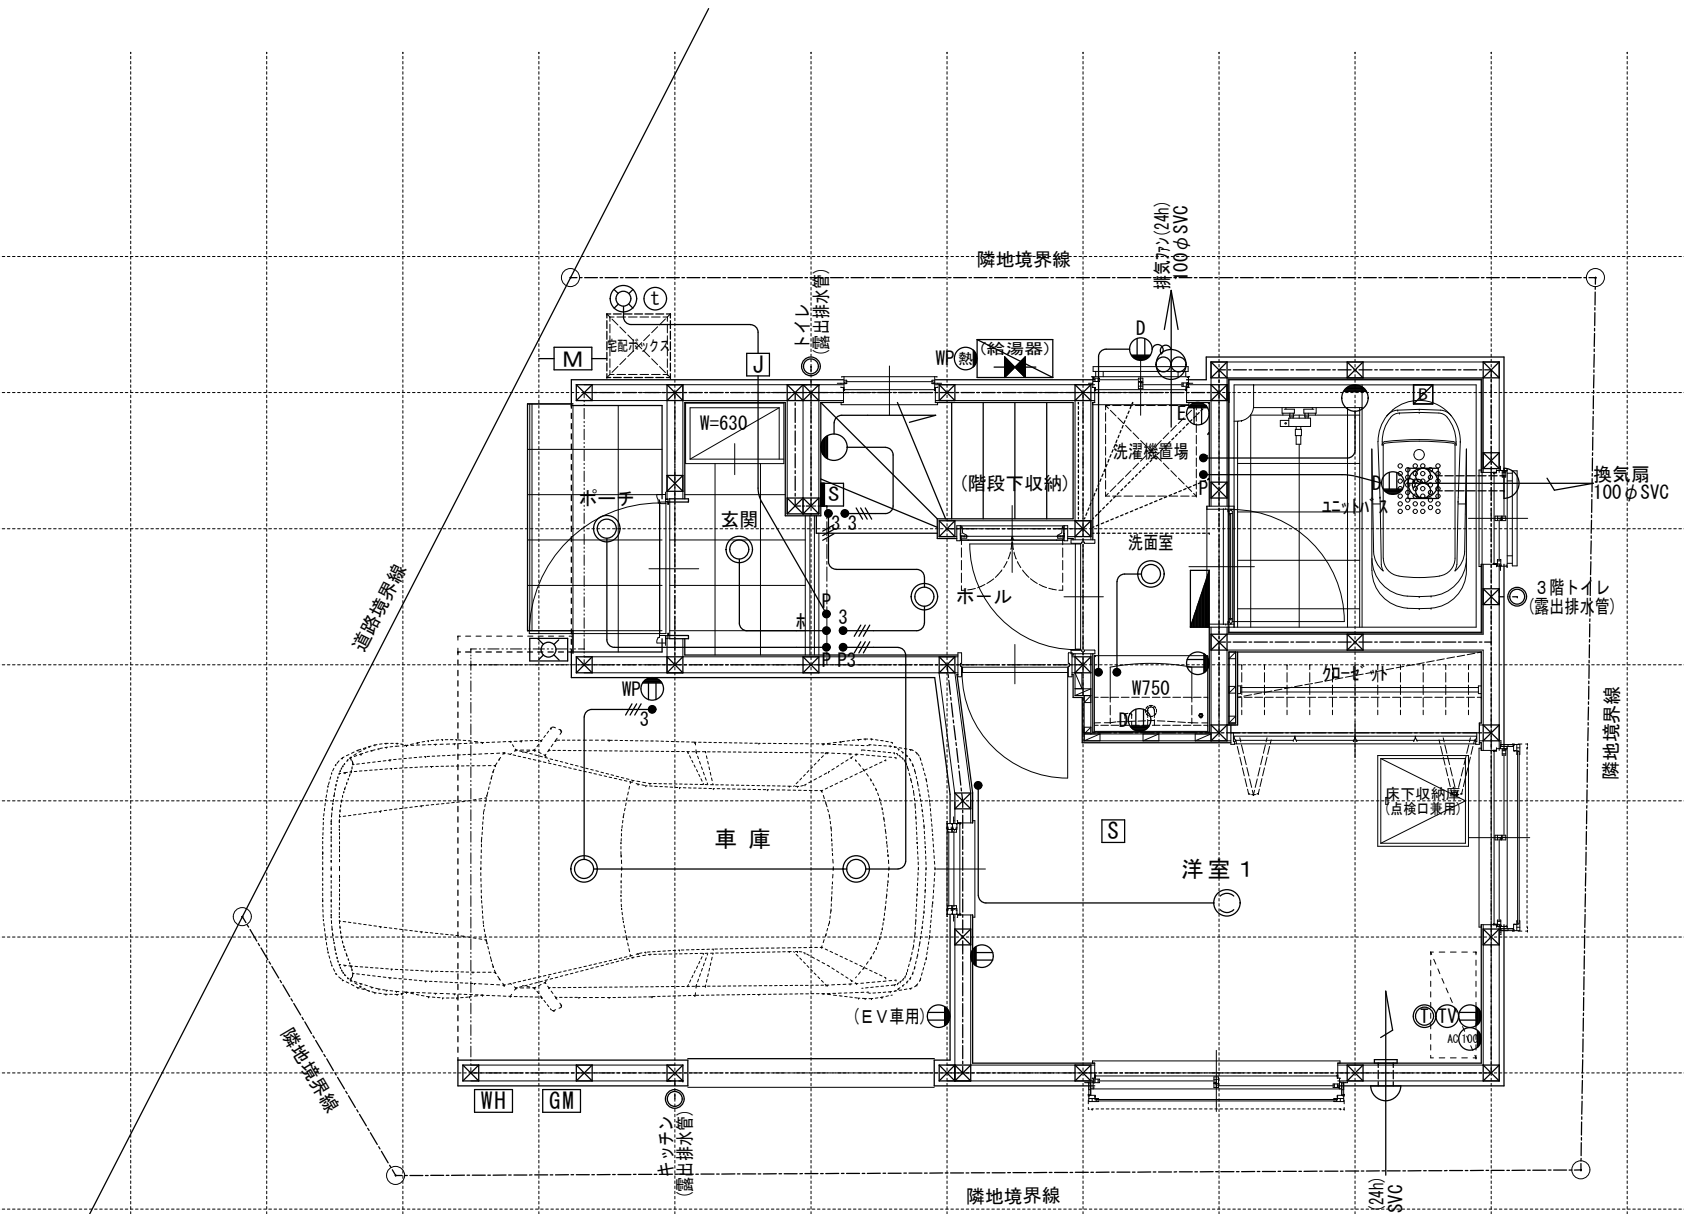 隣地境界線
排気ファン(24h)
100φSVC
トイレ
(露出排水管)
t
宅配ボックス
M
J
WP
熱
(給湯器)
D
W=630
E
B
洗濯機置場
ポーチ
S
(階段下収納)
P
D
換気扇
100φSVC
玄関
3
3
ユニットバース
洗面室
道路境界線
ホール
P
3
ホ
P
P3
3階トイレ
(露出排水管)
WP
3
W750
D
クローゼット
隣地境界線
車庫
S
床下収納庫
(点検口兼用)
洋室1
(EV車用)
T
TV
AC
100
隣地境界線
WH
GM
キッチン
(露出排水管)
隣地境界線
(24h)
SVC